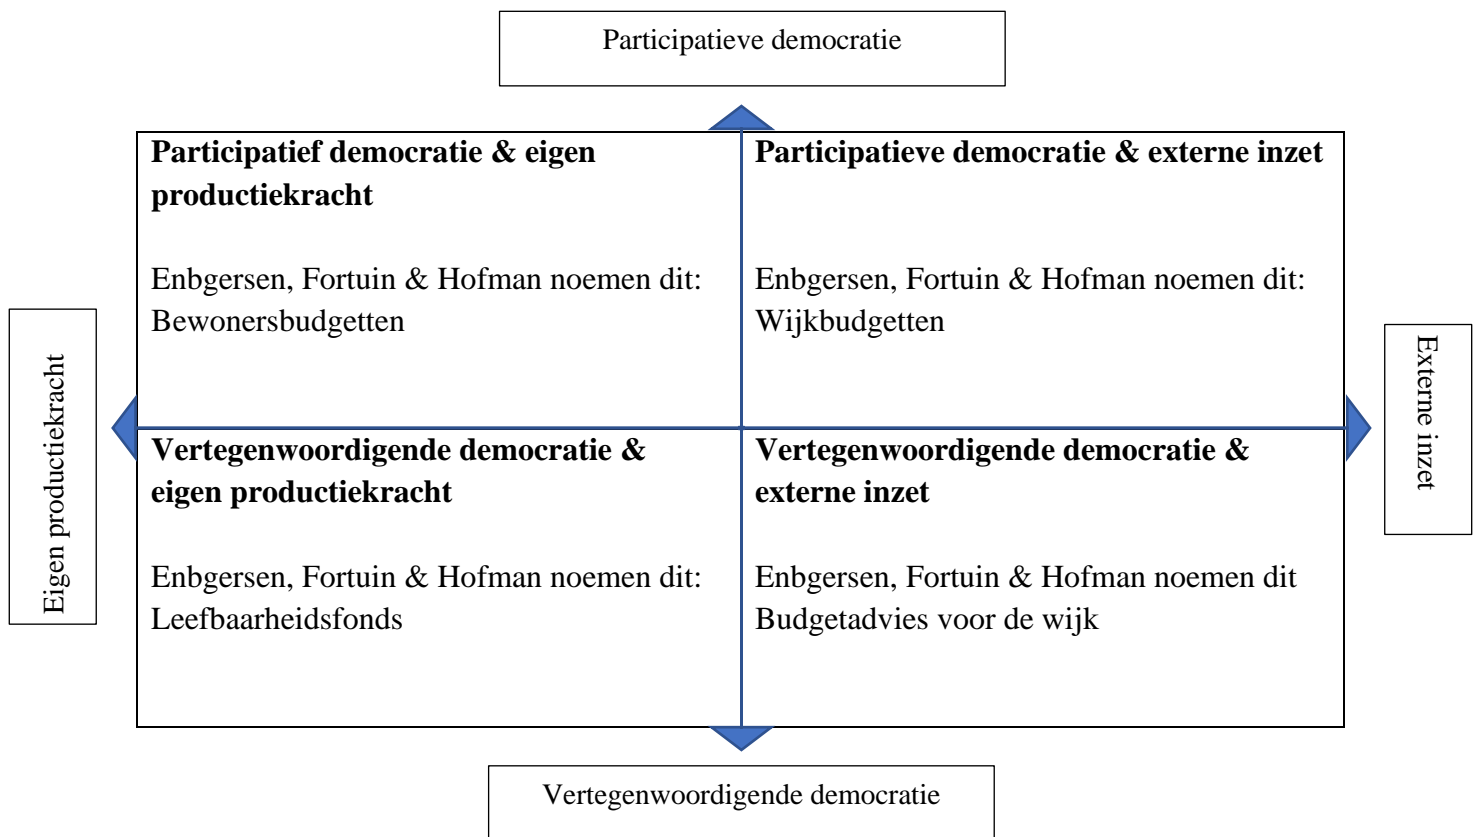 Participatieve democratie
Participatief democratie & eigen
productiekracht
Enbgersen, Fortuin & Hofman noemen dit:
Bewonersbudgetten
Participatieve democratie & externe inzet
Enbgersen, Fortuin & Hofman noemen dit:
Wijkbudgetten
Eigen productiekracht
Externe inzet
Vertegenwoordigende democratie &
eigen productiekracht
Enbgersen, Fortuin & Hofman noemen dit:
Leefbaarheidsfonds
Vertegenwoordigende democratie &
externe inzet
Enbgersen, Fortuin & Hofman noemen dit
Budgetadvies voor de wijk
Vertegenwoordigende democratie